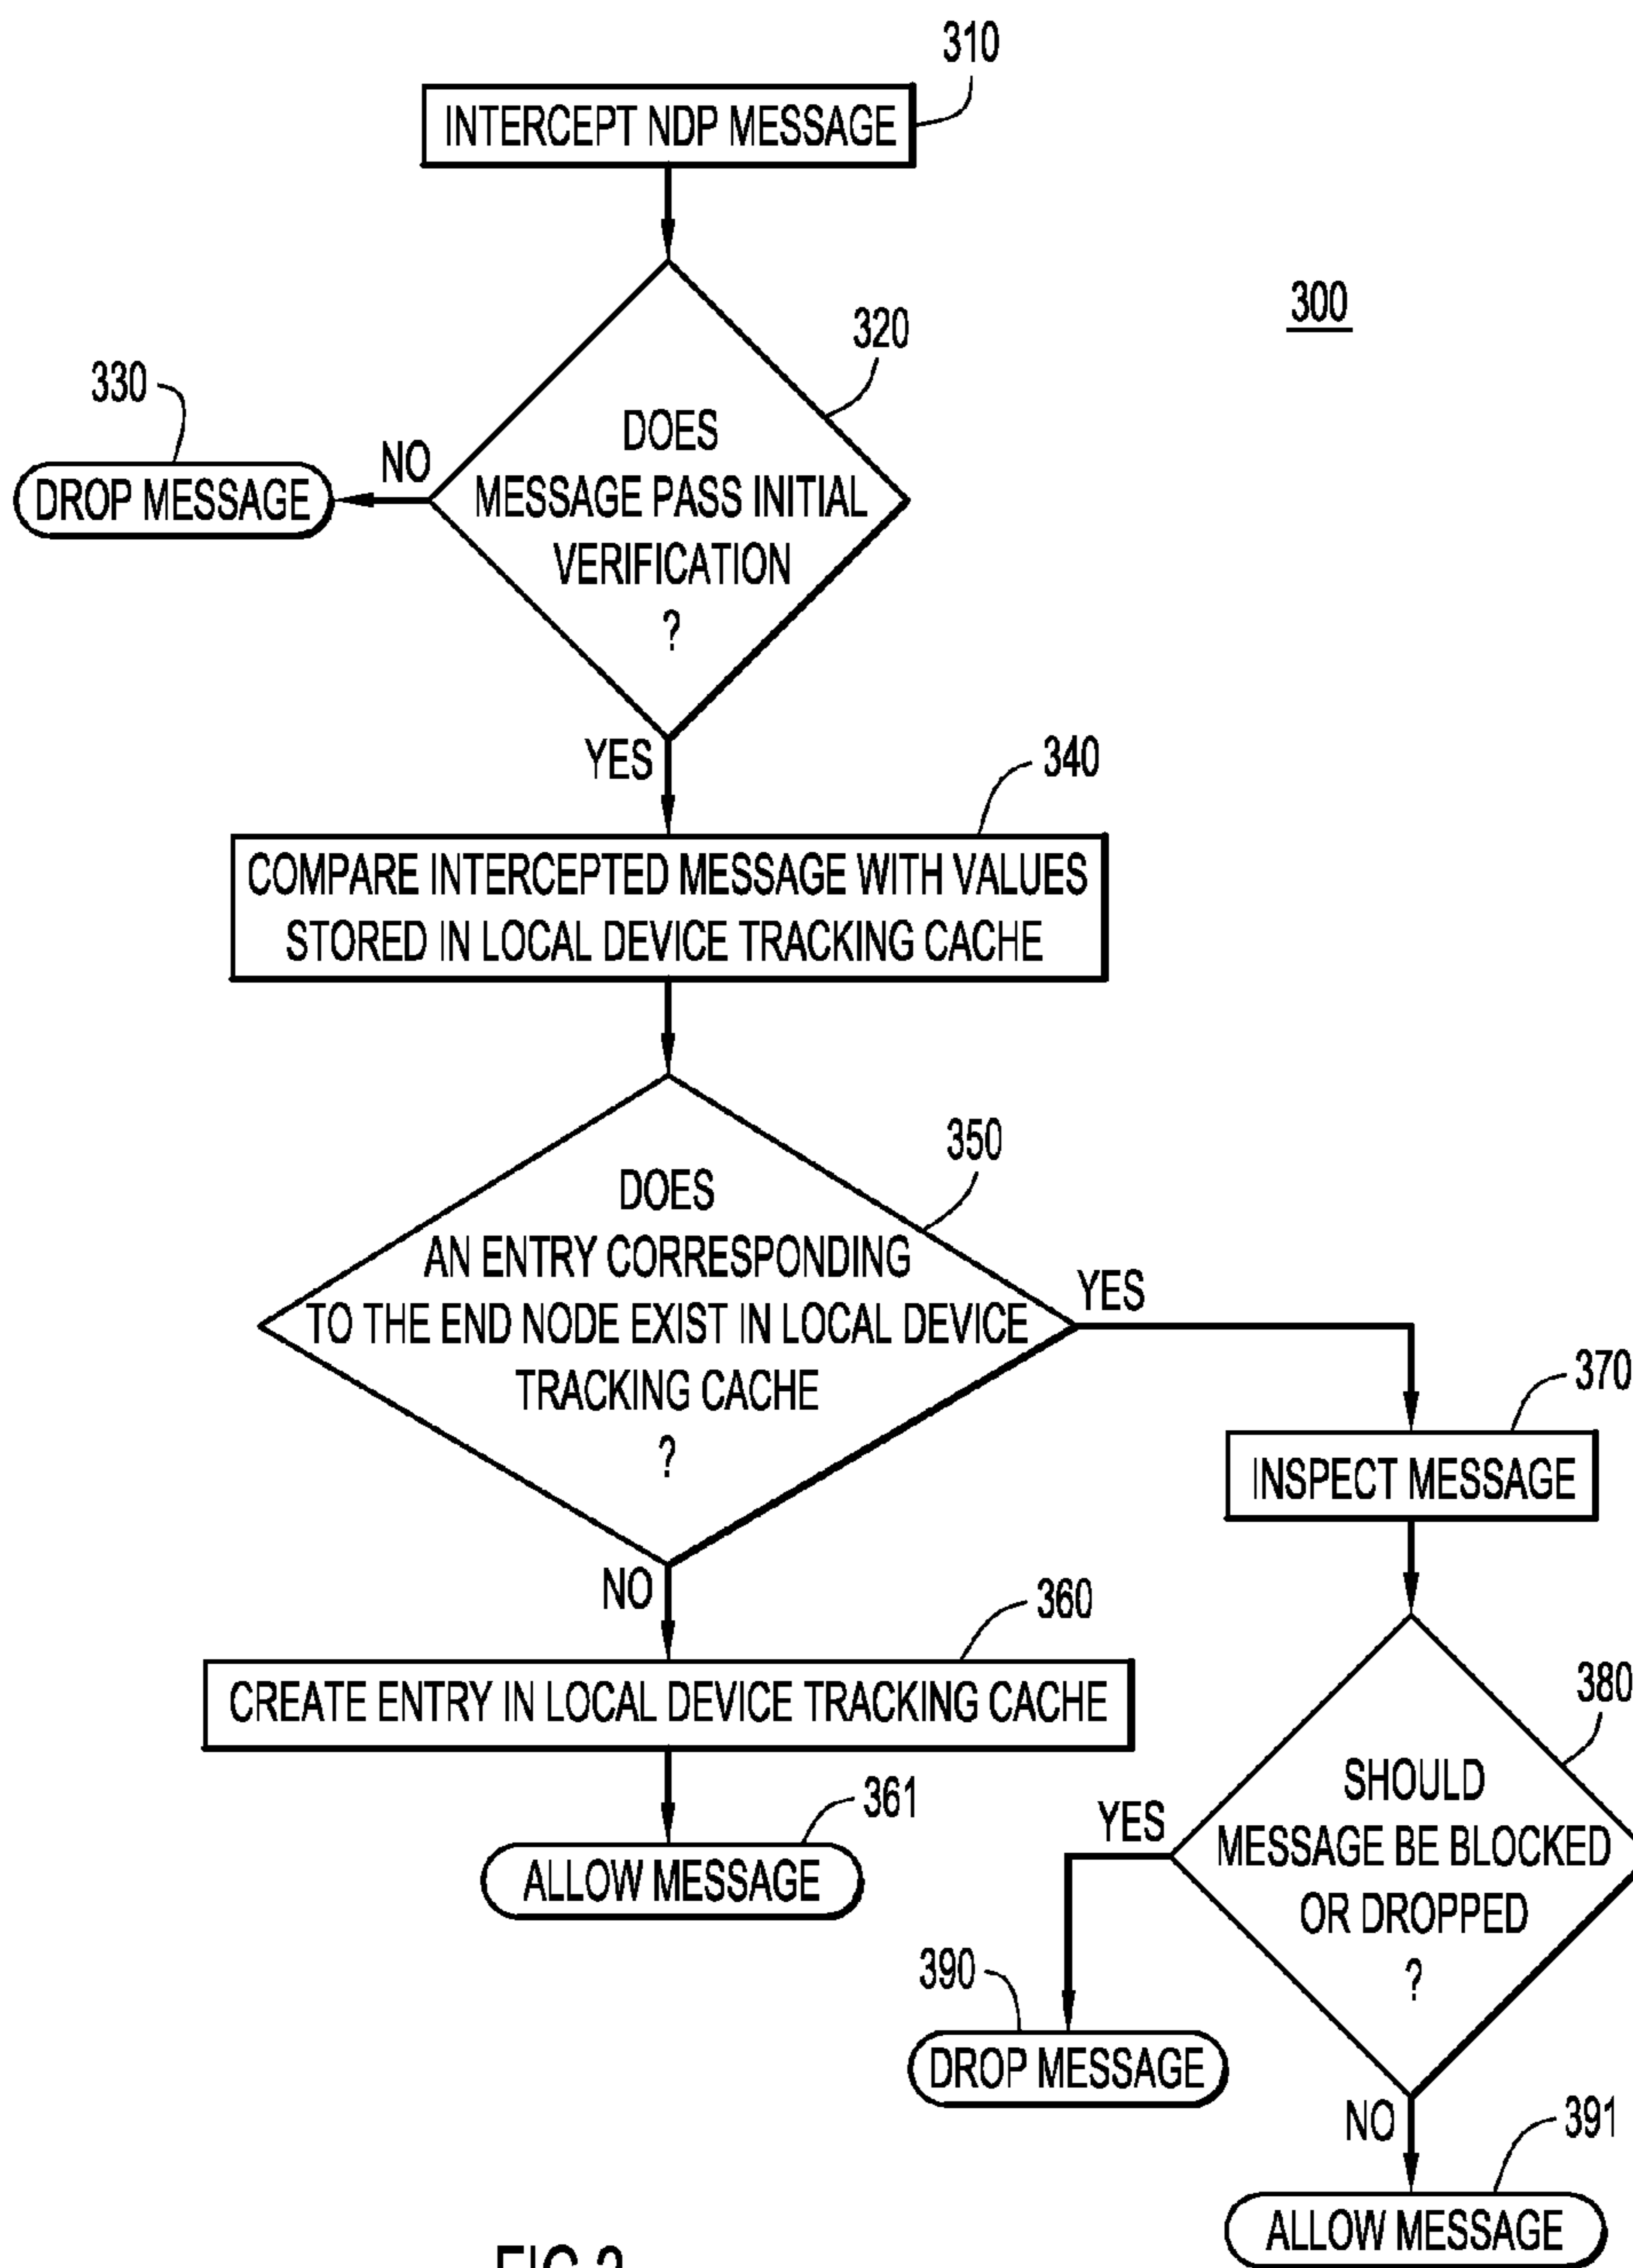 310
INTERCEPT NDP MESSAGE
300
320
330
DOES
MESSAGE PASS INITIAL
VERIFICATION
?
NO
DROP MESSAGE
YES
340
COMPARE INTERCEPTED MESSAGE WITH VALUES
STORED IN LOCAL DEVICE TRACKING CACHE
350
DOES
AN ENTRY CORRESPONDING
TO THE END NODE EXIST IN LOCAL DEVICE
TRACKING CACHE
?
YES
370
INSPECT MESSAGE
NO
360
CREATE ENTRY IN LOCAL DEVICE TRACKING CACHE
361
ALLOW MESSAGE
380
SHOULD
MESSAGE BE BLOCKED
OR DROPPED
?
YES
390
DROP MESSAGE
NO
391
ALLOW MESSAGE